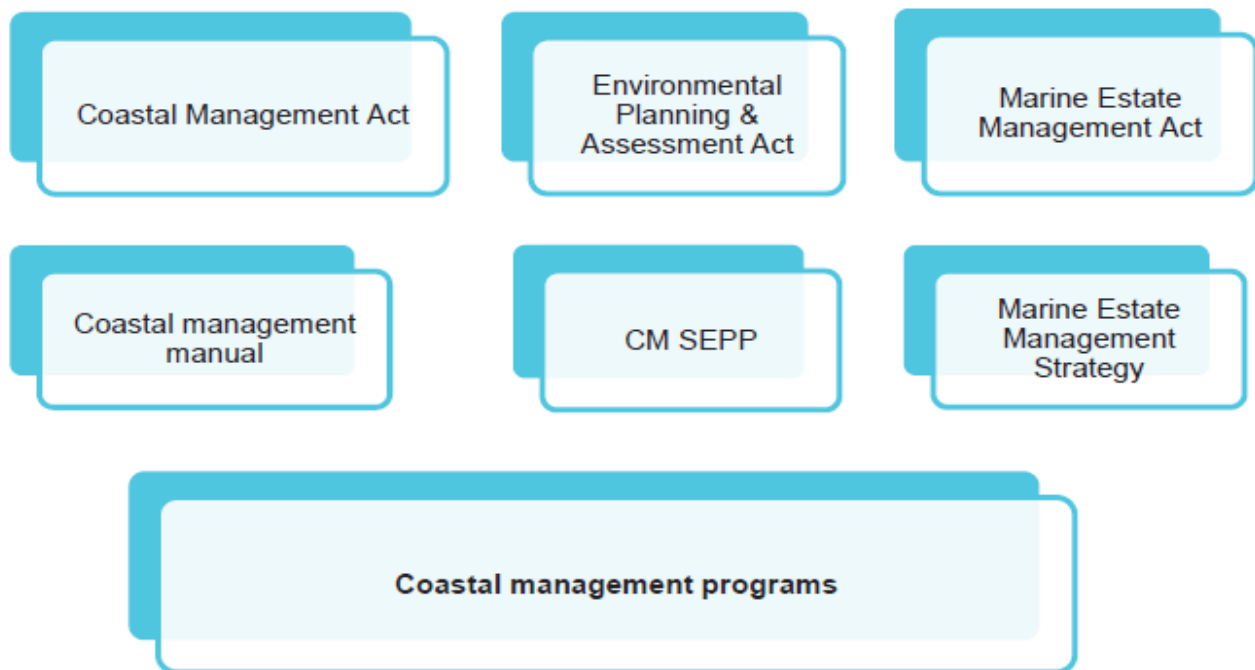 Coastal Management Act
Environmental
Planning &
Assessment Act
Marine Estate
Management Act
Coastal management
manual
CM SEPP
Marine Estate
Management
Strategy
Coastal management programs